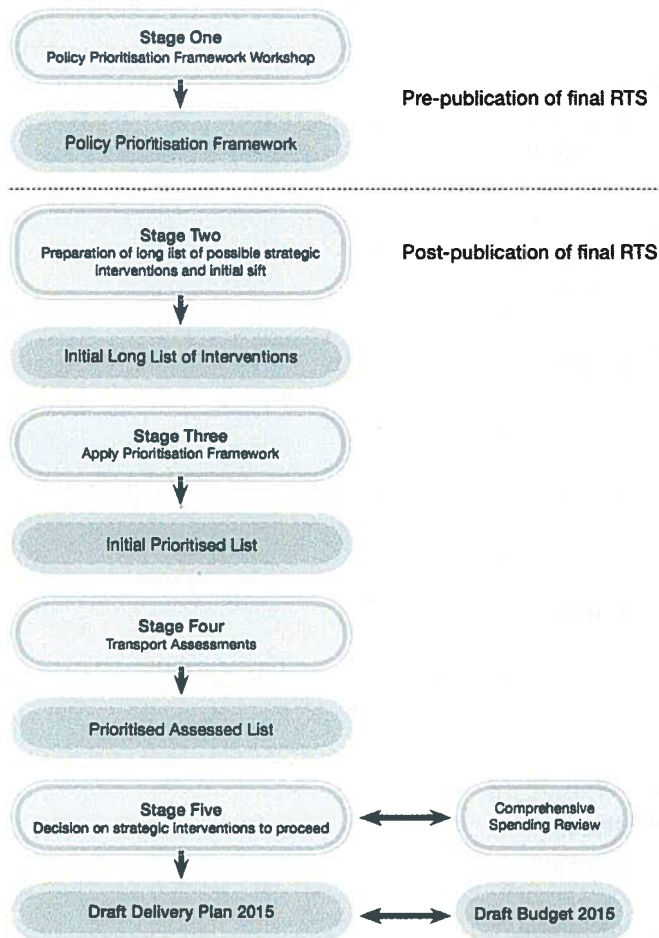 Stage One
Policy Prioritisation Framework Workshop
Pre-publication of final RTS
Policy Prioritisation Framework
Stage Two
Preparation of long list of possible strategic
interventions and initial sift
Post-publication of final RTS
Initial Long List of Interventions
Stage Three
Apply Prioritisation Framework
Initial Prioritised List
Stage Four
Transport Assessments
Prioritised Assessed List
Stage Five
Decision on strategic interventions to proceed
Comprehensive
Spending Review
Draft Delivery Plan 2015
Draft Budget 2015